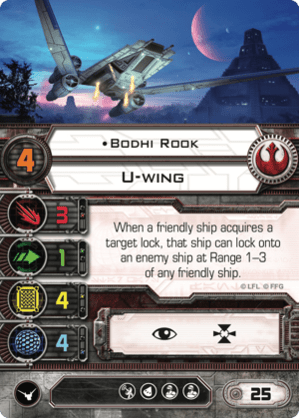 •Bodhi Rook
4
U-wing
3
When a friendly ship acquires a
target lock, that ship can lock onto
an enemy ship at Range 1–3
of any friendly ship.
©LFL ©FFG
1
4
4
25